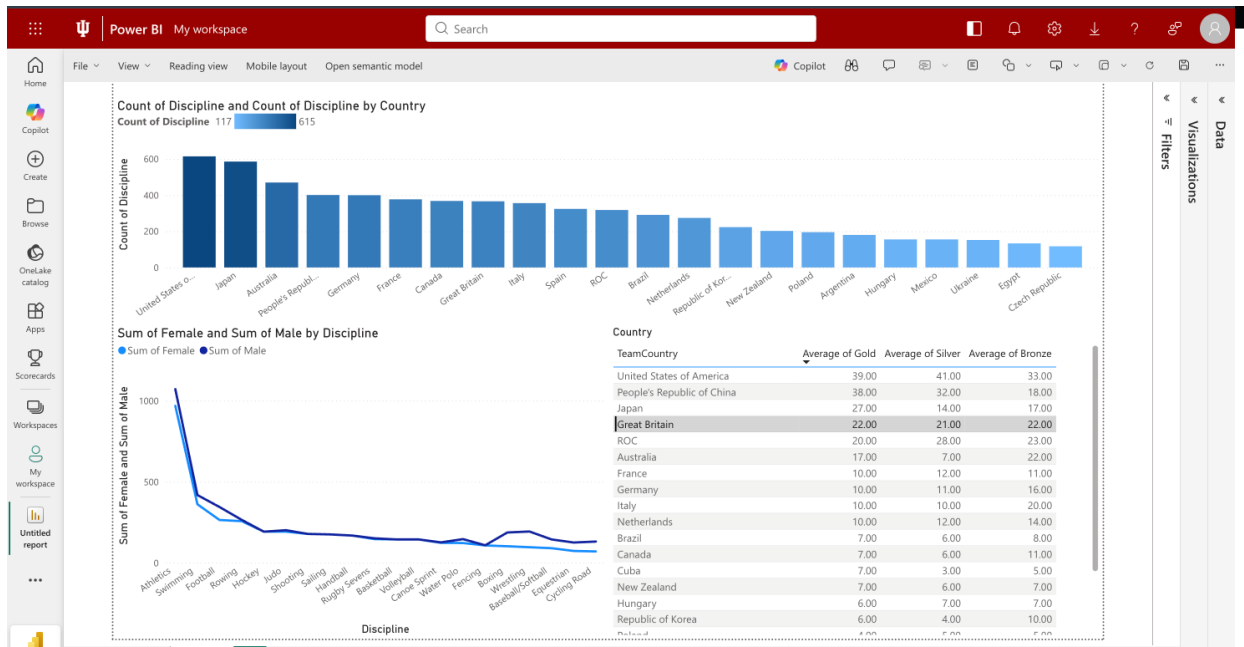 Power BI My workspace
Search
File View Reading view Mobile layout Open semantic model
Copilot
Home
Copilot
Create
Browse
OneLake
catalog
Apps
Scorecards
Workspaces
My
workspace
Untitled
report
Filters
Visualizations
Data
Count of Discipline and Count of Discipline by Country
Count of Discipline 117 615
Count of Discipline
600
400
200
0
United States o...
Japan
Australia
People's Republ...
Germany
France
Canada
Great Britain
Italy
Spain
ROC
Brazil
Netherlands
Republic of Kor...
New Zealand
Poland
Argentina
Hungary
Mexico
Ukraine
Egypt
Czech Republic
Sum of Female and Sum of Male by Discipline
Sum of Female Sum of Male
Sum of Female and Sum of Male
1000
500
0
Athletics
Swimming
Football
Rowing
Hockey
Judo
Shooting
Sailing
Handball
Rugby Sevens
Basketball
Volleyball
Canoe Sprint
Water Polo
Fencing
Boxing
Wrestling
Baseball/Softball
Equestrian
Cycling Road
Discipline
Country
TeamCountry Average of Gold Average of Silver Average of Bronze
United States of America 39.00 41.00 33.00
People's Republic of China 38.00 32.00 18.00
Japan 27.00 14.00 17.00
Great Britain 22.00 21.00 22.00
ROC 20.00 28.00 23.00
Australia 17.00 7.00 22.00
France 10.00 12.00 11.00
Germany 10.00 11.00 16.00
Italy 10.00 10.00 20.00
Netherlands 10.00 12.00 14.00
Brazil 7.00 6.00 8.00
Canada 7.00 6.00 11.00
Cuba 7.00 3.00 5.00
New Zealand 7.00 6.00 7.00
Hungary 6.00 7.00 7.00
Republic of Korea 6.00 4.00 10.00
Poland 4.00 5.00 5.00